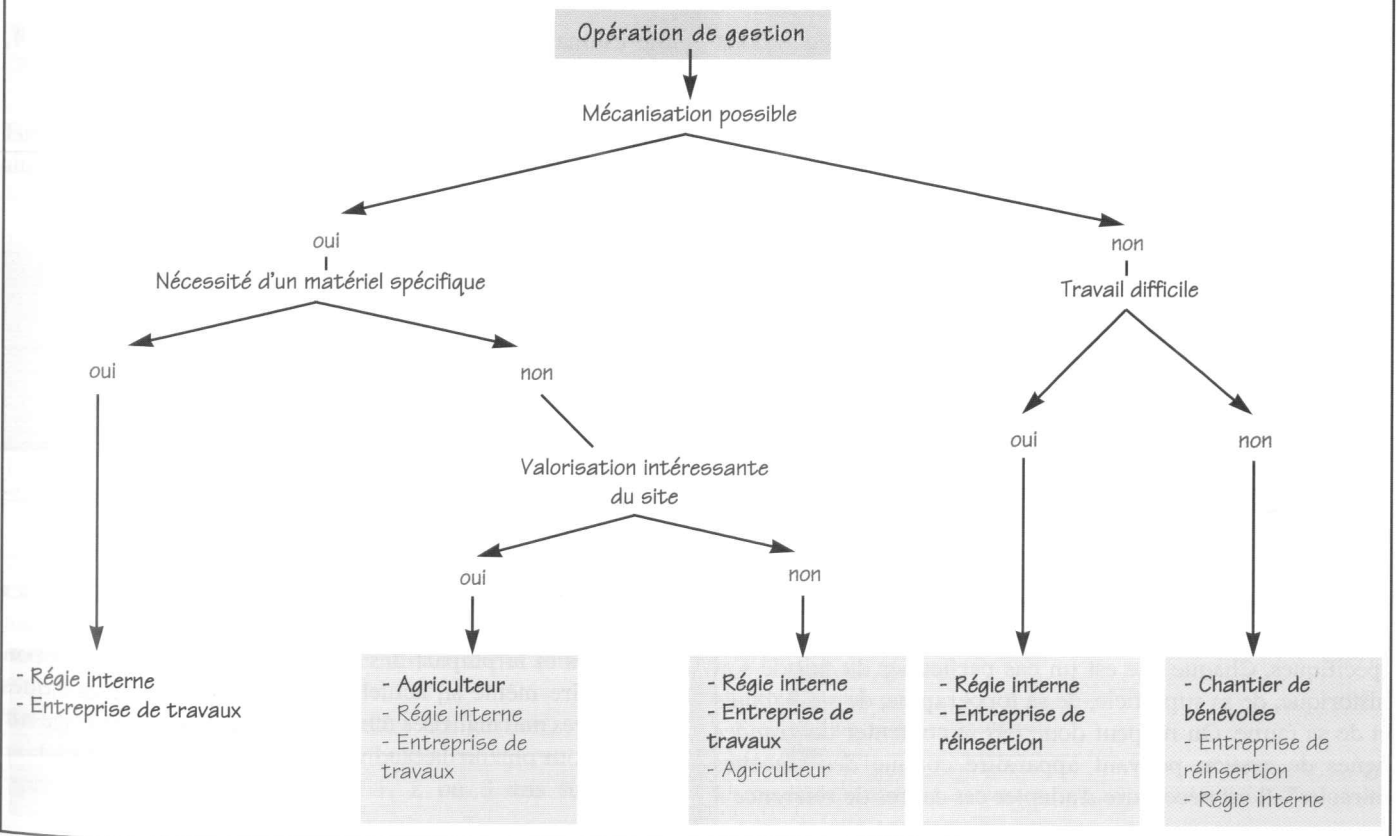 Opération de gestion
Mécanisation possible
oui
non
Nécessité d'un matériel spécifique
Travail difficile
oui
non
oui
non
Valorisation intéressante
du site
oui
non
- Régie interne
- Entreprise de travaux
- Agriculteur
- Régie interne
- Entreprise de
travaux
- Régie interne
- Entreprise de
travaux
- Agriculteur
- Régie interne
- Entreprise de
réinsertion
- Chantier de
bénévoles
- Entreprise de
réinsertion
- Régie interne